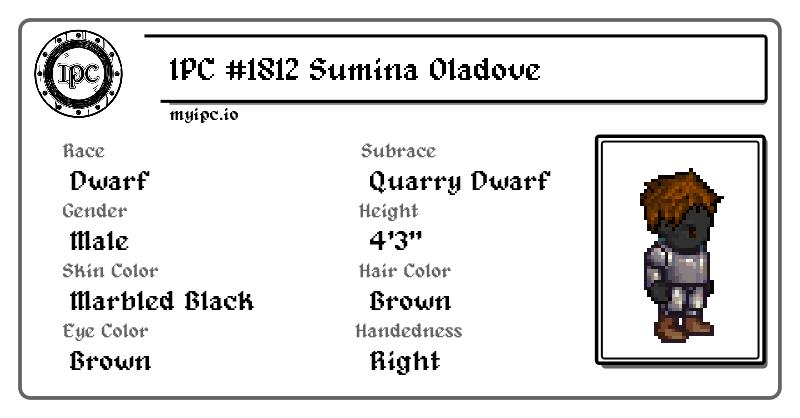 IPC
IPC #1812 Sumina Oladove
myipc.io
Race
Dwarf
Subrace
Quarry Dwarf
Gender
Male
Height
4'3"
Skin Color
Marbled Black
Hair Color
Brown
Eye Color
Brown
Handedness
Right